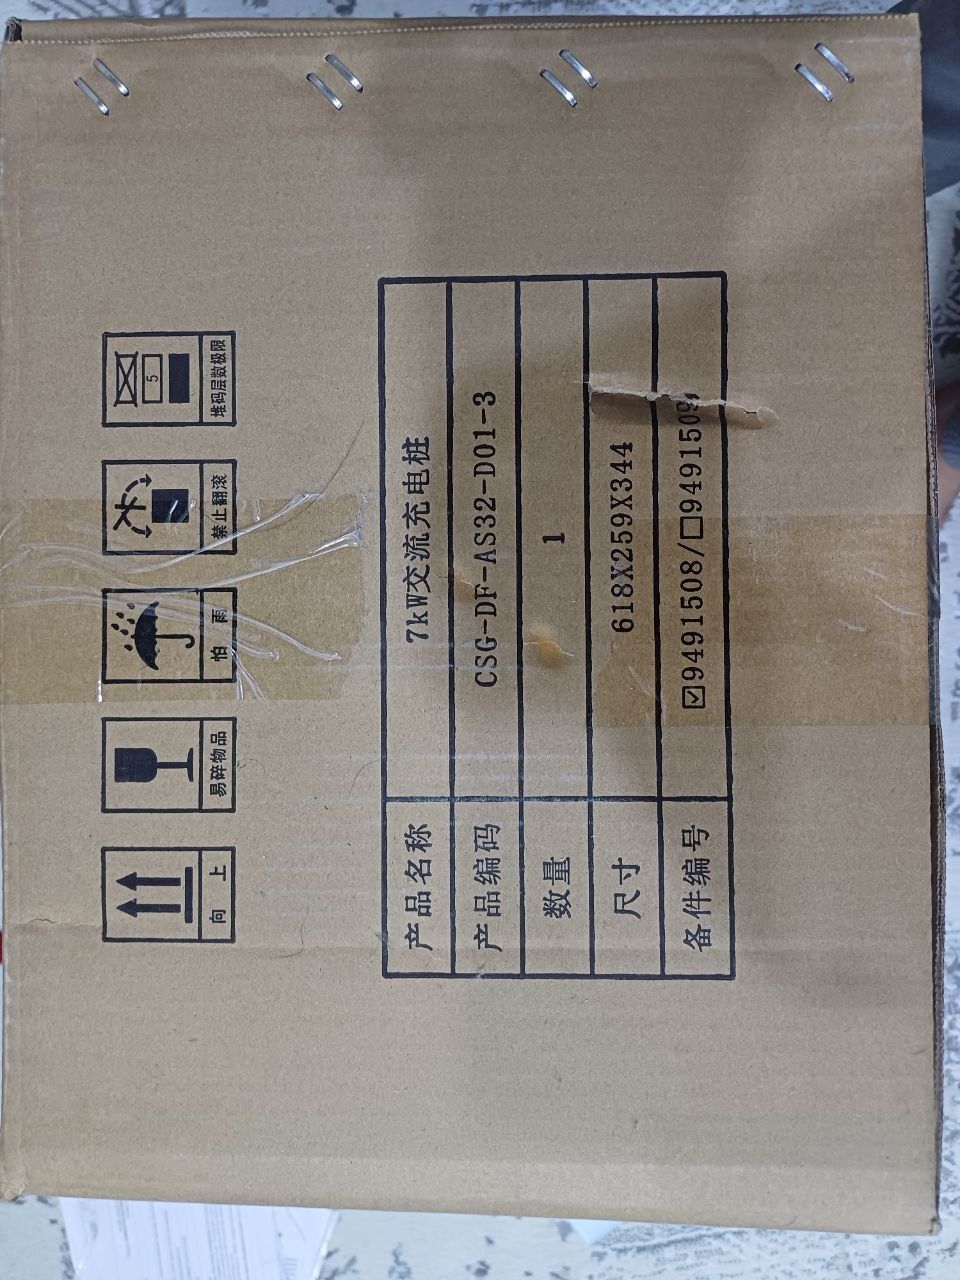 向 上
易碎物品
怕 雨
禁止翻滚
5
堆码层数极限
产品名称 7kW交流充电桩
产品编码 CSG-DF-AS32-D01-3
数量 1
尺寸 618X259X344
备件编号 ☑9491508/□9491509